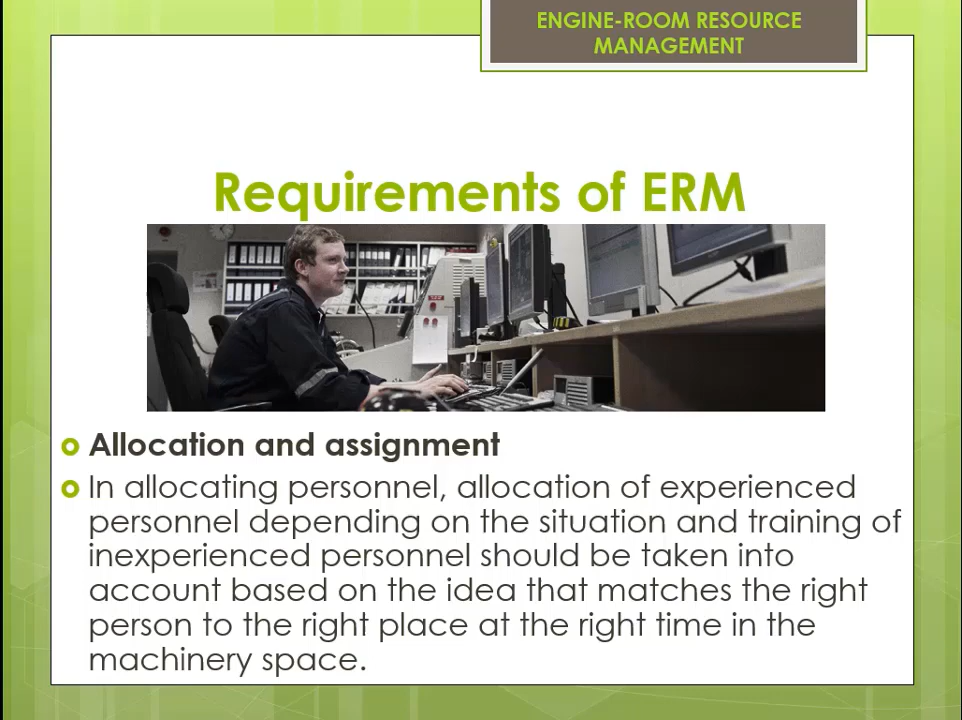 ENGINE-ROOM RESOURCE
MANAGEMENT
Requirements of ERM
Allocation and assignment
In allocating personnel, allocation of experienced
personnel depending on the situation and training of
inexperienced personnel should be taken into
account based on the idea that matches the right
person to the right place at the right time in the
machinery space.